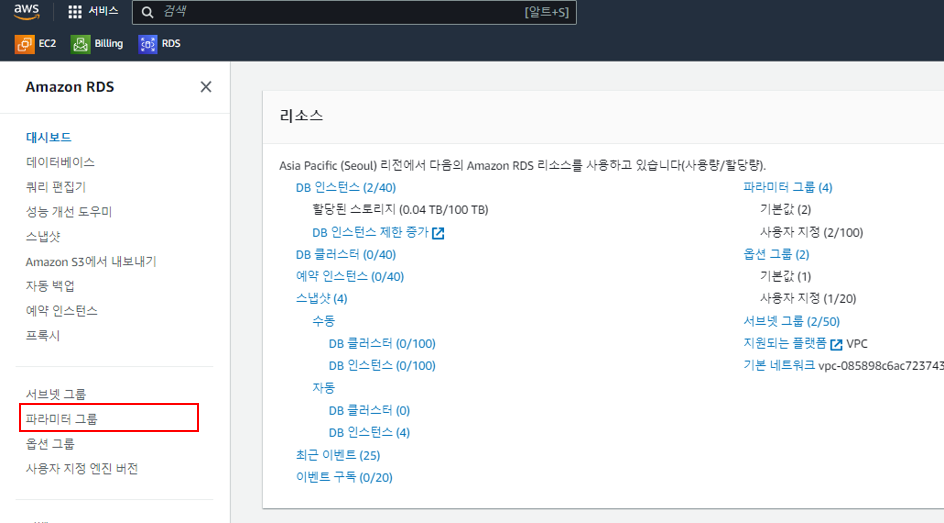 aws
서비스
검색
[알트+S]
EC2
Billing
RDS
Amazon RDS
대시보드
데이터베이스
쿼리 편집기
성능 개선 도우미
스냅샷
Amazon S3에서 내보내기
자동 백업
예약 인스턴스
프록시
서브넷 그룹
파라미터 그룹
옵션 그룹
사용자 지정 엔진 버전
리소스
Asia Pacific (Seoul) 리전에서 다음의 Amazon RDS 리소스를 사용하고 있습니다(사용량/할당량).
DB 인스턴스 (2/40)
할당된 스토리지 (0.04 TB/100 TB)
DB 인스턴스 제한 증가
DB 클러스터 (0/40)
예약 인스턴스 (0/40)
스냅샷 (4)
수동
DB 클러스터 (0/100)
DB 인스턴스 (0/100)
자동
DB 클러스터 (0)
DB 인스턴스 (4)
최근 이벤트 (25)
이벤트 구독 (0/20)
파라미터 그룹 (4)
기본값 (2)
사용자 지정 (2/100)
옵션 그룹 (2)
기본값 (1)
사용자 지정 (1/20)
서브넷 그룹 (2/50)
지원되는 플랫폼 VPC
기본 네트워크 vpc-085898c6ac723743